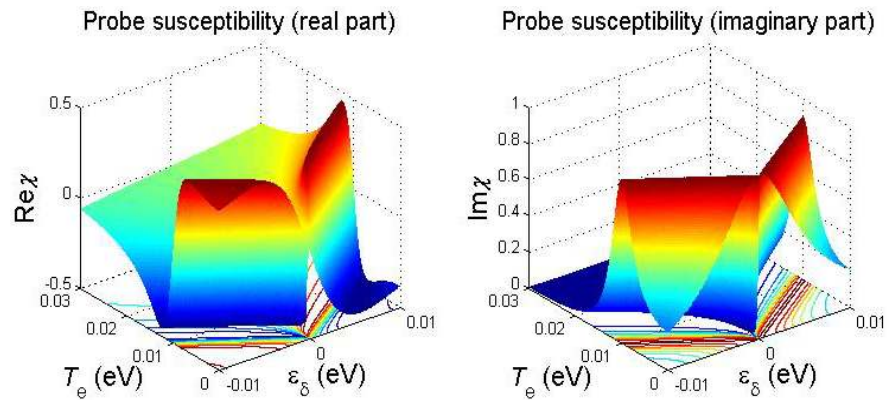 Probe susceptibility (real part)
0.5
0
-0.5
Reχ
0.03
0.02
0.01
0
Tₑ (eV)
-0.01
0
0.01
ε_δ (eV)
Probe susceptibility (imaginary part)
1
0.8
0.6
0.4
0.2
0
Imχ
0.03
0.02
0.01
0
Tₑ (eV)
-0.01
0
0.01
ε_δ (eV)